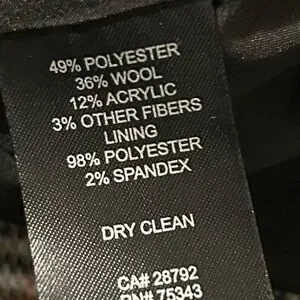 49% POLYESTER
36% WOOL
12% ACRYLIC
3% OTHER FIBERS
LINING
98% POLYESTER
2% SPANDEX
DRY CLEAN
CA# 28792
RN# 75343